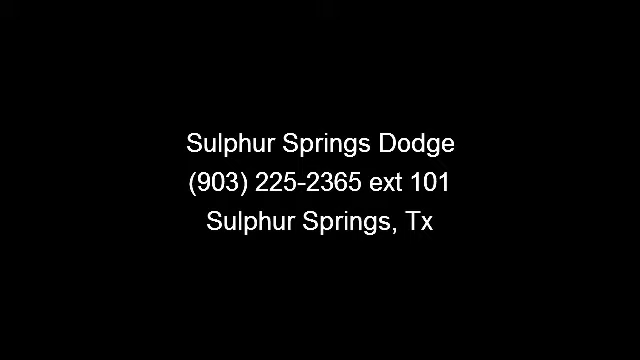 Sulphur Springs Dodge
(903) 225-2365 ext 101
Sulphur Springs, Tx